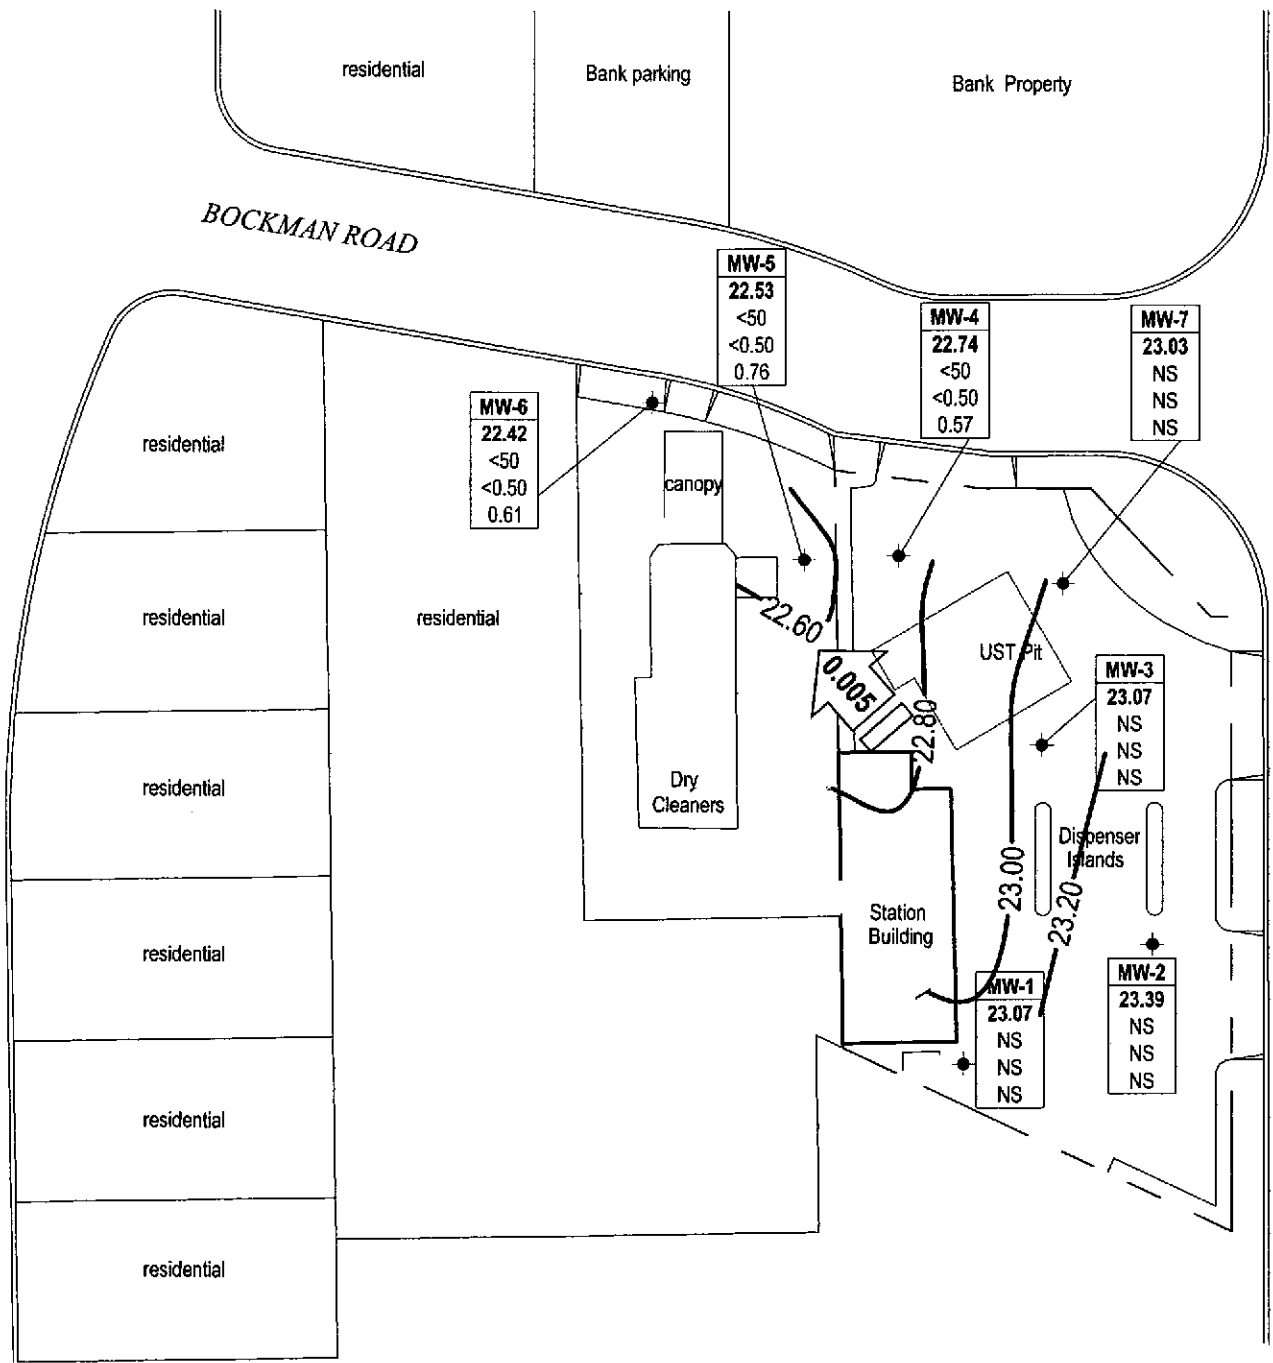 residential
Bank parking
Bank Property
BOCKMAN ROAD
MW-5
22.53
<50
<0.50
0.76
MW-4
22.74
<50
<0.50
0.57
MW-7
23.03
NS
NS
NS
MW-6
22.42
<50
<0.50
0.61
residential
canopy
residential
residential
22.60
UST Pit
0.005
MW-3
23.07
NS
NS
NS
22.80
residential
Dry
Cleaners
Dispenser
Islands
23.00
23.20
residential
Station
Building
MW-1
23.07
NS
NS
NS
MW-2
23.39
NS
NS
NS
residential
residential